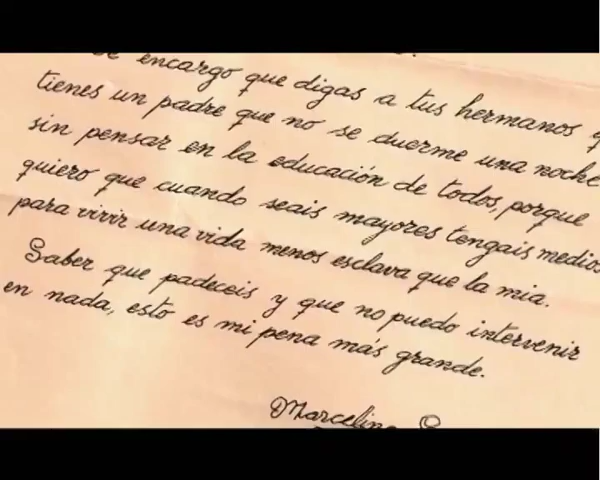 encargo que digas a tus hermanos q
tienes un padre que no se duerme una noche
sin pensar en la educación de todos, porque
quiero que cuando seais mayores tengais medios
para vivir una vida menos esclava que la mia.
Saber que padeceis y que no puedo intervenir
en nada, esto es mi pena más grande.
Marcelino